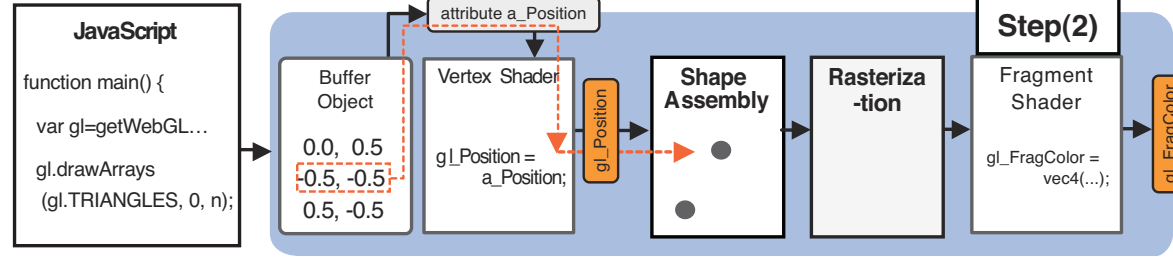 JavaScript
function main() {
var gl=getWebGL...
gl.drawArrays
(gl.TRIANGLES, 0, n);
attribute a_Position
Buffer
Object
0.0, 0.5
-0.5, -0.5
0.5, -0.5
Vertex Shader
gl_Position =
a_Position;
gl_Position
Shape
Assembly
Rasteriza
-tion
Step(2)
Fragment
Shader
gl_FragColor =
vec4(...);
gl_FragColor